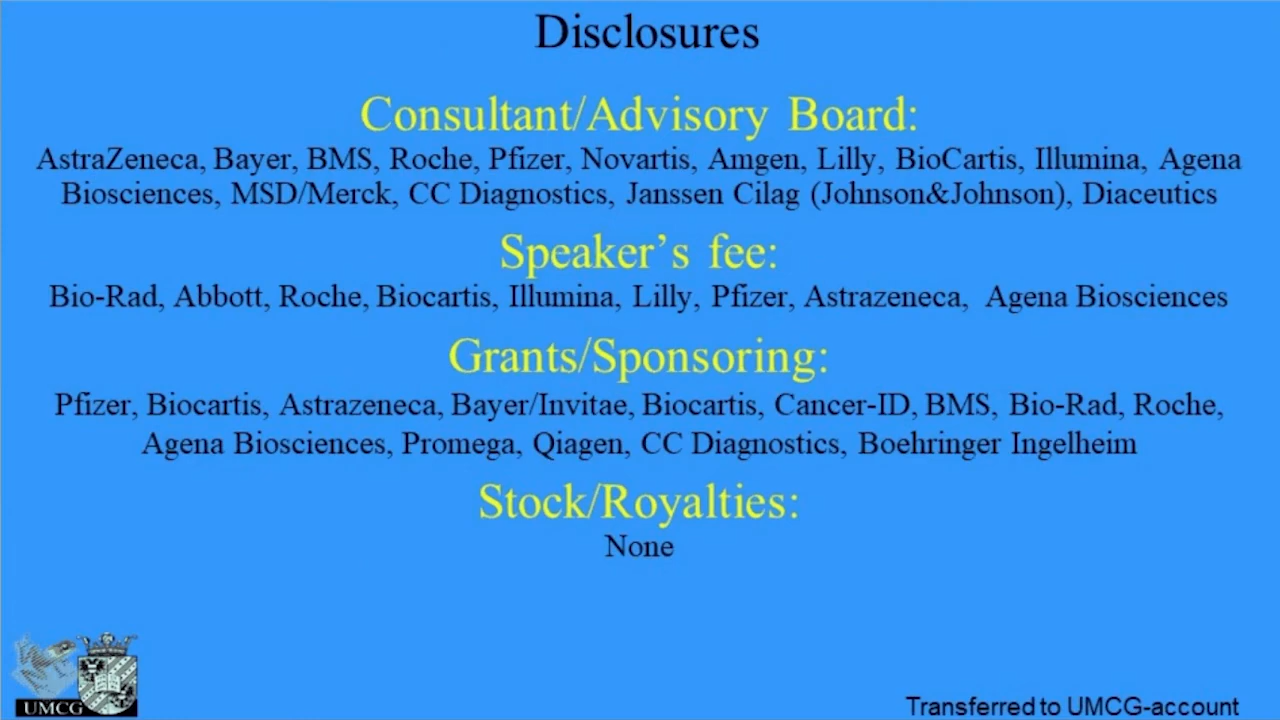 Disclosures
Consultant/Advisory Board:
AstraZeneca, Bayer, BMS, Roche, Pfizer, Novartis, Amgen, Lilly, BioCartis, Illumina, Agena
Biosciences, MSD/Merck, CC Diagnostics, Janssen Cilag (Johnson&Johnson), Diaceutics
Speaker’s fee:
Bio-Rad, Abbott, Roche, Biocartis, Illumina, Lilly, Pfizer, Astrazeneca, Agena Biosciences
Grants/Sponsoring:
Pfizer, Biocartis, Astrazeneca, Bayer/Invitae, Biocartis, Cancer-ID, BMS, Bio-Rad, Roche,
Agena Biosciences, Promega, Qiagen, CC Diagnostics, Boehringer Ingelheim
Stock/Royalties:
None
UMCG
Transferred to UMCG-account